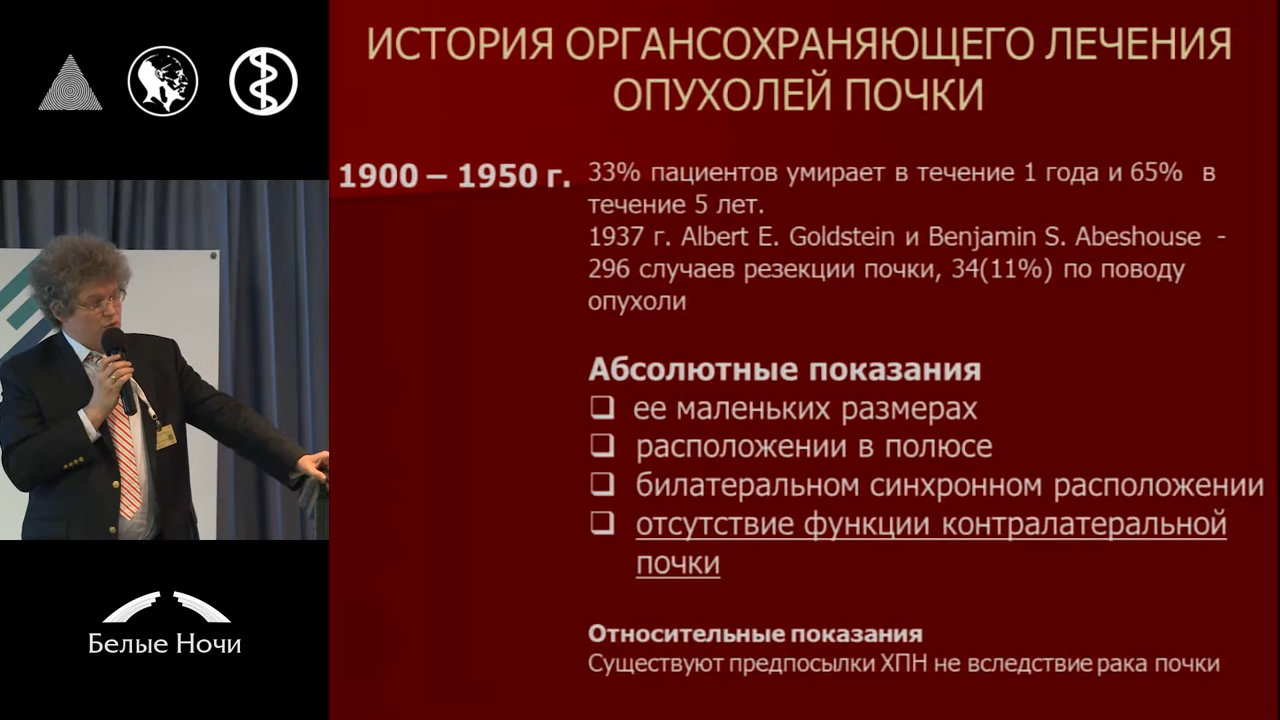 ИСТОРИЯ ОРГАНСОХРАНЯЮЩЕГО ЛЕЧЕНИЯ
ОПУХОЛЕЙ ПОЧКИ
1900 – 1950 г.
33% пациентов умирает в течение 1 года и 65% в
течение 5 лет.
1937 г. Albert E. Goldstein и Benjamin S. Abeshouse -
296 случаев резекции почки, 34(11%) по поводу
опухоли
Абсолютные показания
❑ ее маленьких размерах
❑ расположении в полюсе
❑ билатеральном синхронном расположении
❑ отсутствие функции контралатеральной
почки
Относительные показания
Существуют предпосылки ХПН не вследствие рака почки
Белые Ночи